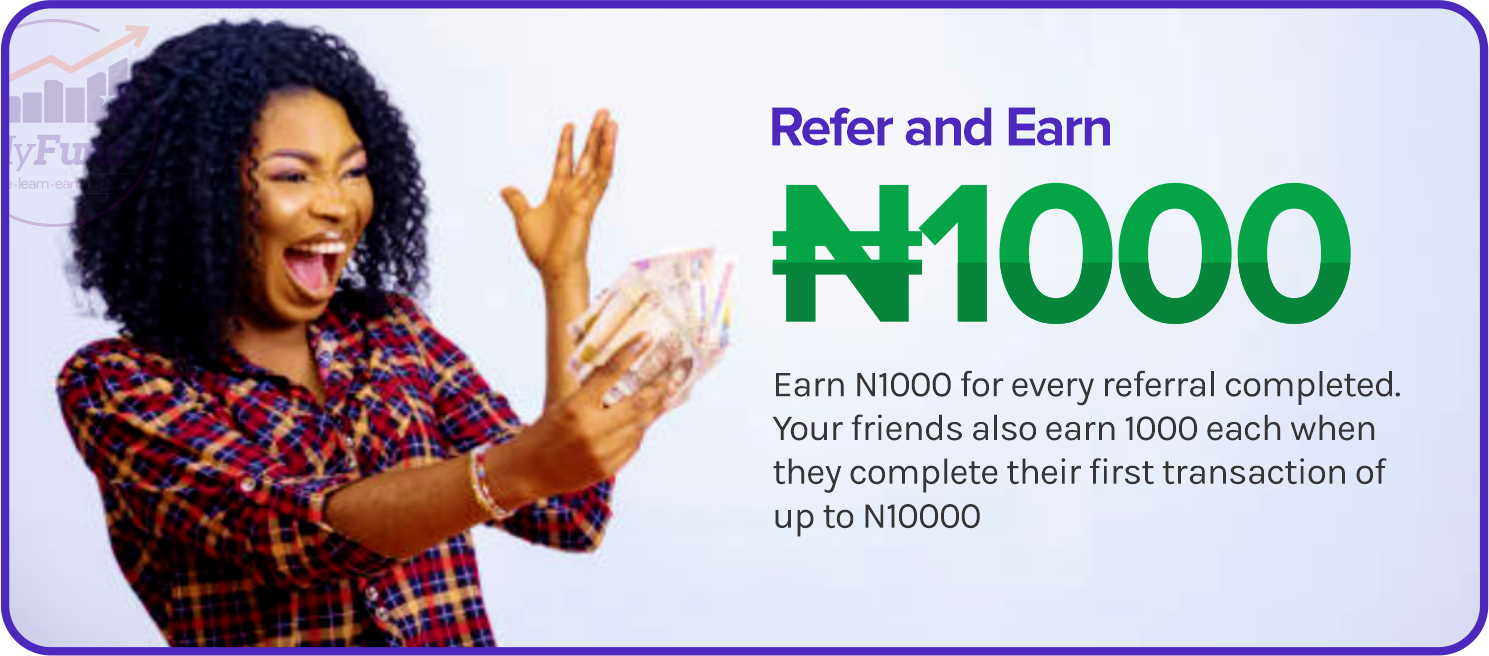 Refer and Earn
₦1000
Earn N1000 for every referral completed.
Your friends also earn 1000 each when
they complete their first transaction of
up to N10000